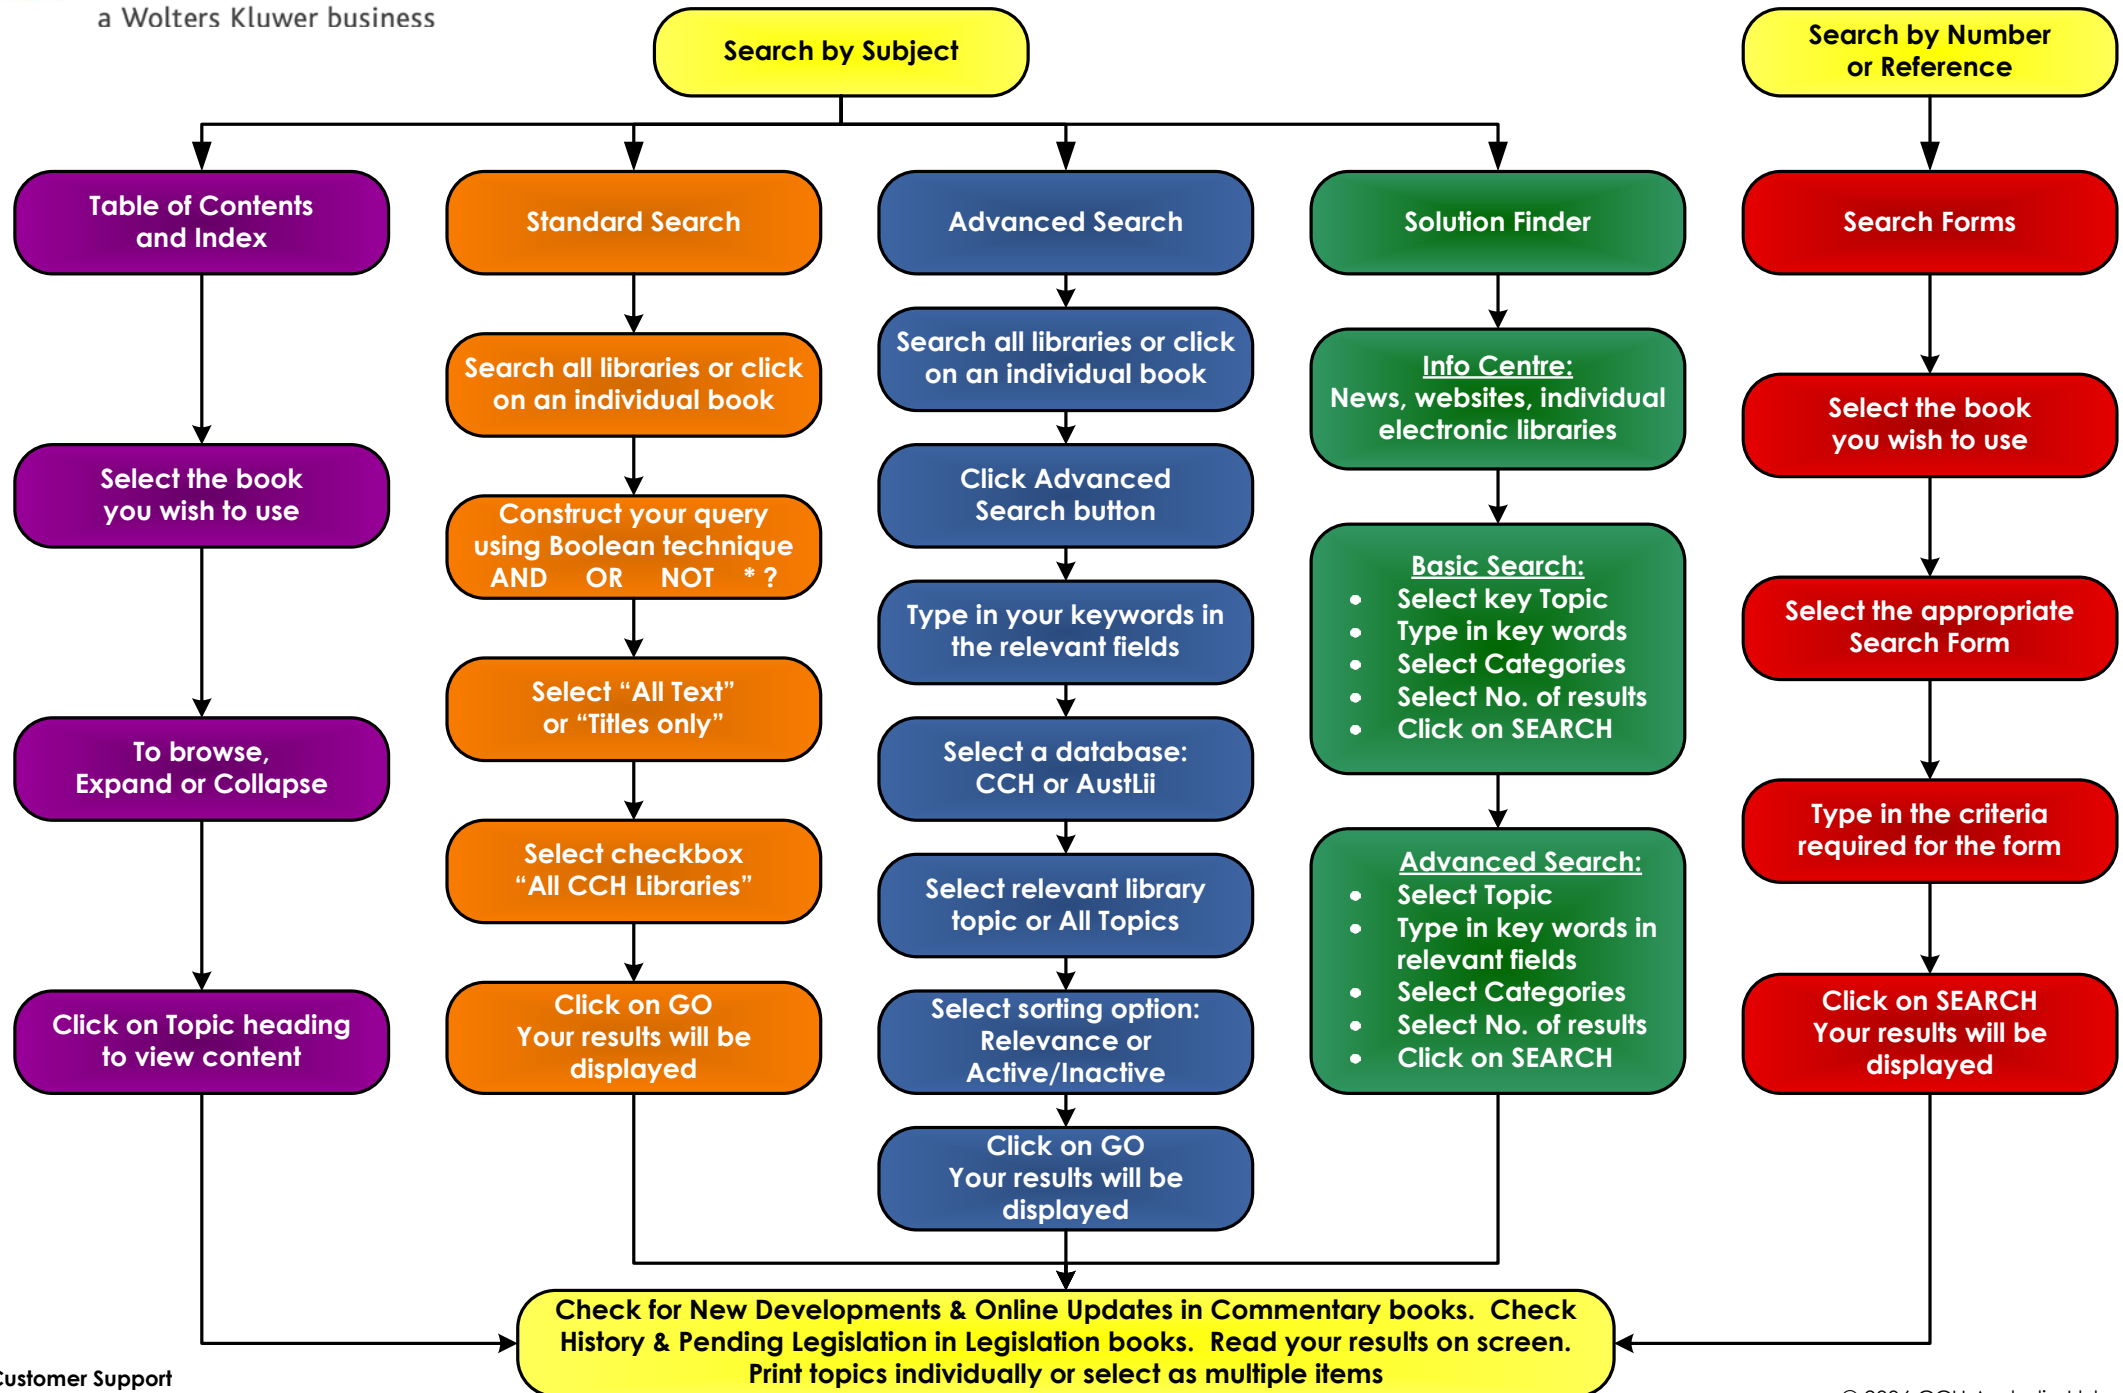 a Wolters Kluwer business
Search by Subject
Search by Number
or Reference
Table of Contents
and Index
Standard Search
Advanced Search
Solution Finder
Search Forms
Select the book
you wish to use
To browse,
Expand or Collapse
Click on Topic heading
to view content
Search all libraries or click
on an individual book
Construct your query
using Boolean technique
AND OR NOT * ?
Select “All Text”
or “Titles only”
Select checkbox
“All CCH Libraries”
Click on GO
Your results will be
displayed
Search all libraries or click
on an individual book
Click Advanced
Search button
Type in your keywords in
the relevant fields
Select a database:
CCH or AustLii
Select relevant library
topic or All Topics
Select sorting option:
Relevance or
Active/Inactive
Click on GO
Your results will be
displayed
Info Centre:
News, websites, individual
electronic libraries
Basic Search:
• Select key Topic
• Type in key words
• Select Categories
• Select No. of results
• Click on SEARCH
Advanced Search:
• Select Topic
• Type in key words in
relevant fields
• Select Categories
• Select No. of results
• Click on SEARCH
Select the book
you wish to use
Select the appropriate
Search Form
Type in the criteria
required for the form
Click on SEARCH
Your results will be
displayed
Check for New Developments & Online Updates in Commentary books. Check
History & Pending Legislation in Legislation books. Read your results on screen.
Print topics individually or select as multiple items
Customer Support